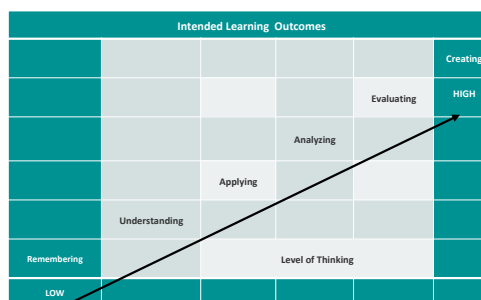 Intended Learning Outcomes
Creating
Evaluating
HIGH
Analyzing
Applying
Understanding
Remembering
Level of Thinking
LOW